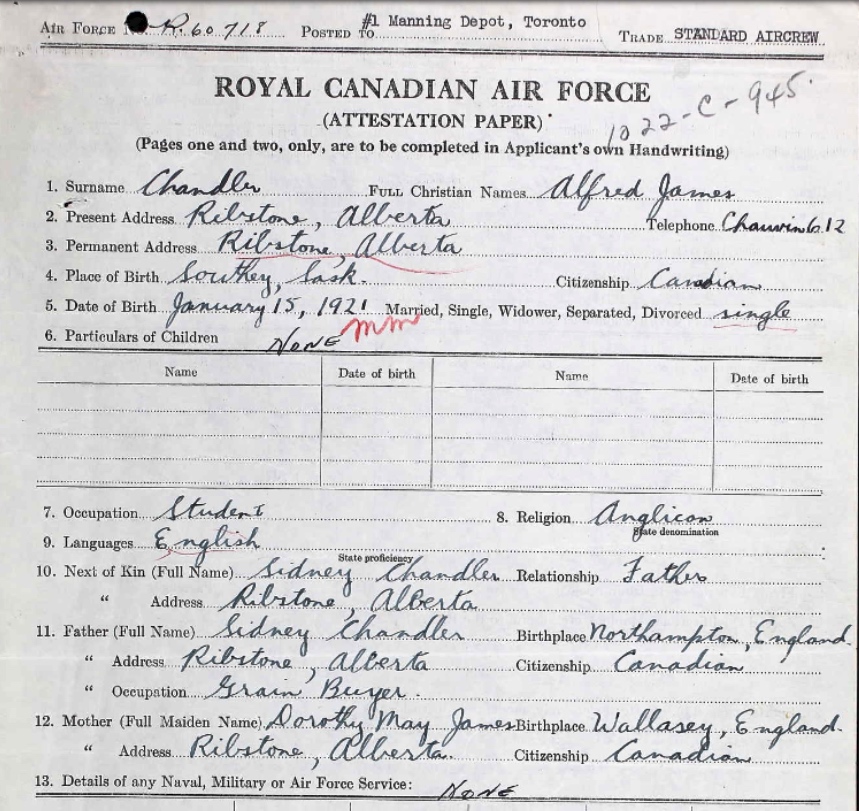 AIR FORCE No. R.60718 POSTED TO #1 Manning Depot, Toronto TRADE STANDARD AIRCREW
ROYAL CANADIAN AIR FORCE
(ATTESTATION PAPER)
1022-C-945
(Pages one and two, only, are to be completed in Applicant's own Handwriting)
1. Surname Chandler FULL Christian Names Alfred James
2. Present Address Ribstone, Alberta Telephone Chauvin 612
3. Permanent Address Ribstone, Alberta
4. Place of Birth Southey, Sask. Citizenship Canadian
5. Date of Birth January 15, 1921 Married, Single, Widower, Separated, Divorced single
6. Particulars of Children NONE mm
Name Date of birth Name Date of birth
7. Occupation Student 8. Religion Anglican
State denomination
9. Languages English
State proficiency
10. Next of Kin (Full Name) Sidney Chandler Relationship Father
" Address Ribstone, Alberta
11. Father (Full Name) Sidney Chandler Birthplace Northampton, England.
" Address Ribstone, Alberta Citizenship Canadian
" Occupation Grain Buyer.
12. Mother (Full Maiden Name) Dorothy May James Birthplace Wallasey, England.
" Address Ribstone, Alberta. Citizenship Canadian
13. Details of any Naval, Military or Air Force Service: NONE